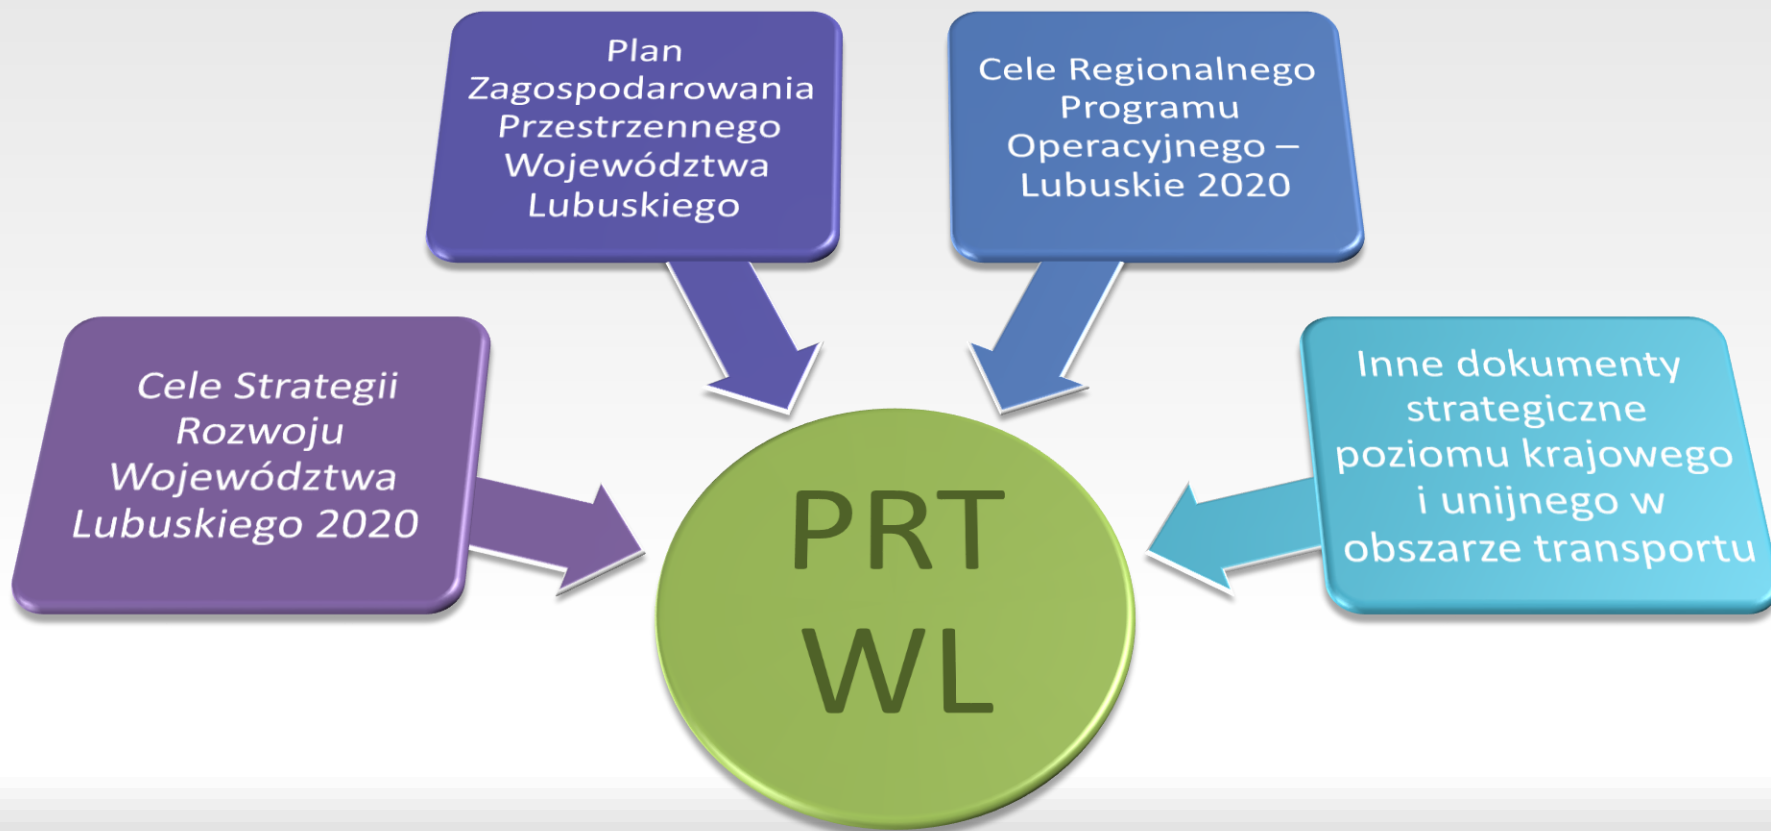 Plan
Zagospodarowania
Przestrzennego
Województwa
Lubuskiego
Cele Regionalnego
Programu
Operacyjnego –
Lubuskie 2020
Cele Strategii
Rozwoju
Województwa
Lubuskiego 2020
Inne dokumenty
strategiczne
poziomu krajowego
i unijnego w
obszarze transportu
PRT
WL